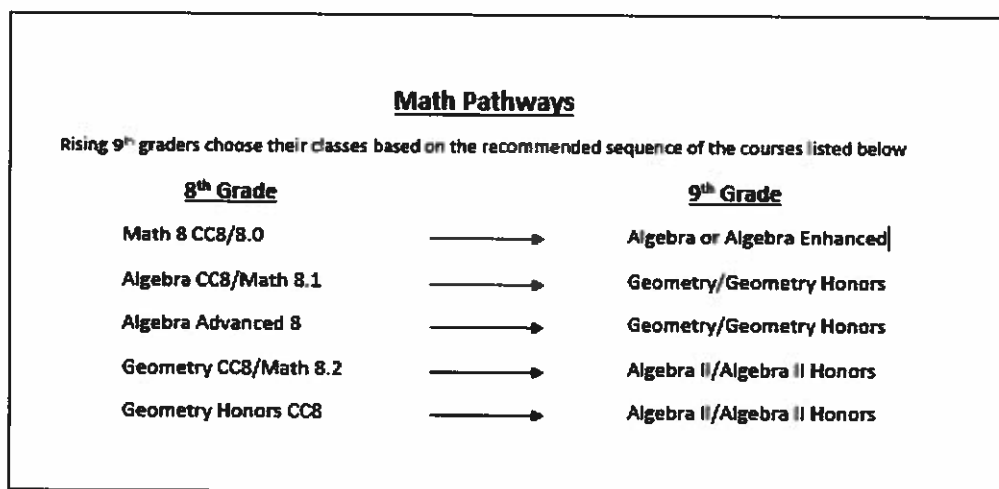 Math Pathways
Rising 9th graders choose their classes based on the recommended sequence of the courses listed below
8th Grade 9th Grade
Math 8 CC8/8.0 Algebra or Algebra Enhanced
Algebra CC8/Math 8.1 Geometry/Geometry Honors
Algebra Advanced 8 Geometry/Geometry Honors
Geometry CC8/Math 8.2 Algebra II/Algebra II Honors
Geometry Honors CC8 Algebra II/Algebra II Honors